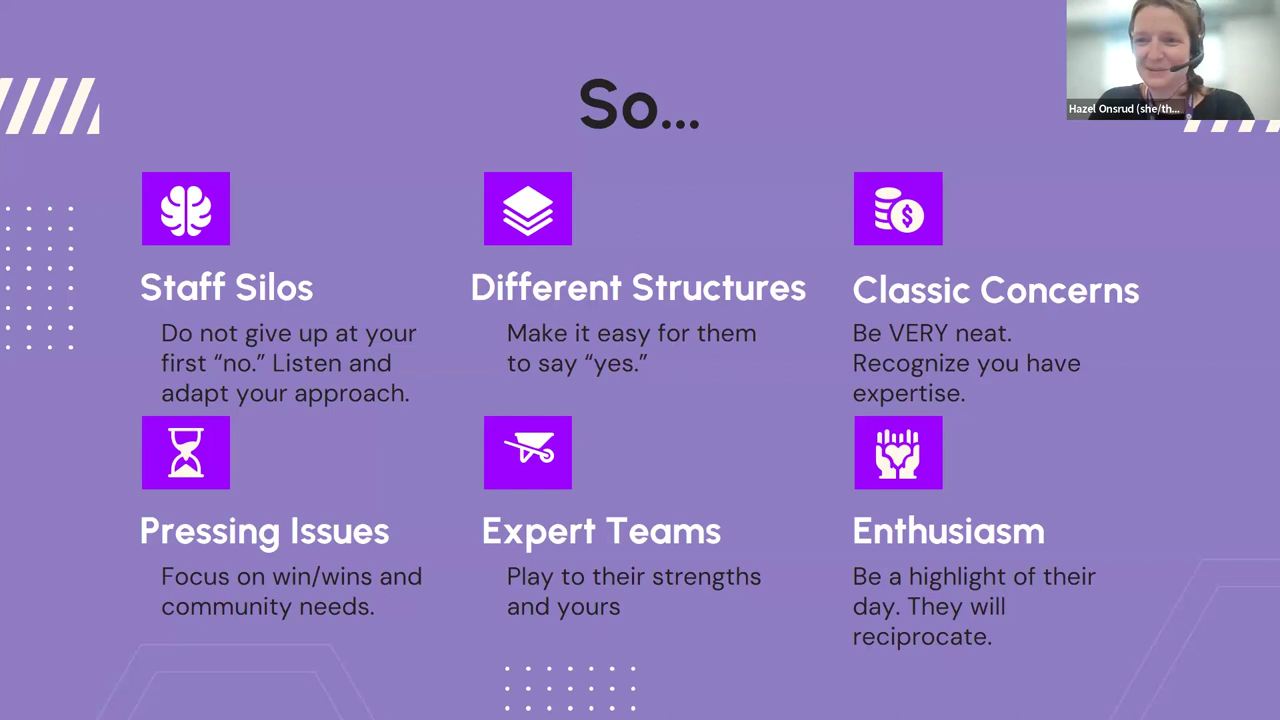 So...
Hazel Onsrud (she/th...
Staff Silos
Do not give up at your
first “no.” Listen and
adapt your approach.
Different Structures
Make it easy for them
to say “yes.”
Classic Concerns
Be VERY neat.
Recognize you have
expertise.
Pressing Issues
Focus on win/wins and
community needs.
Expert Teams
Play to their strengths
and yours
Enthusiasm
Be a highlight of their
day. They will
reciprocate.